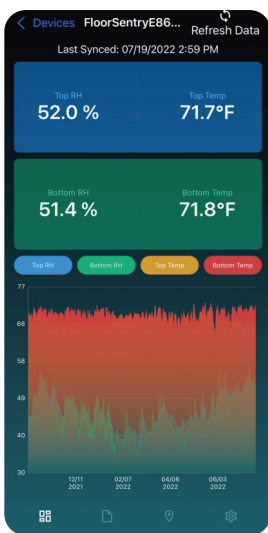 Devices FloorSentryE86...
Refresh Data
Last Synced: 07/19/2022 2:59 PM
Top RH Top Temp
52.0 % 71.7°F
Bottom RH Bottom Temp
51.4 % 71.8°F
Top RH Bottom RH Top Temp Bottom Temp
77
68
58
49
40
30
12/11 02/07 04/06 06/03
2021 2022 2022 2022